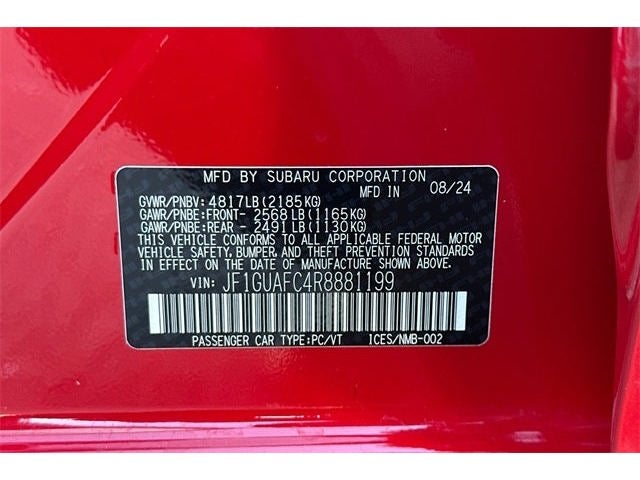 MFD BY SUBARU CORPORATION
MFD IN 08/24
GVWR/PNBV: 4817LB(2185KG)
GAWR/PNBE:FRONT- 2568LB(1165KG)
GAWR/PNBE:REAR - 2491LB(1130KG)
THIS VEHICLE CONFORMS TO ALL APPLICABLE FEDERAL MOTOR
VEHICLE SAFETY, BUMPER, AND THEFT PREVENTION STANDARDS
IN EFFECT ON THE DATE OF MANUFACTURE SHOWN ABOVE.
VIN: JF1GUAFC4R8881199
PASSENGER CAR TYPE:PC/VT ICES/NMB-002